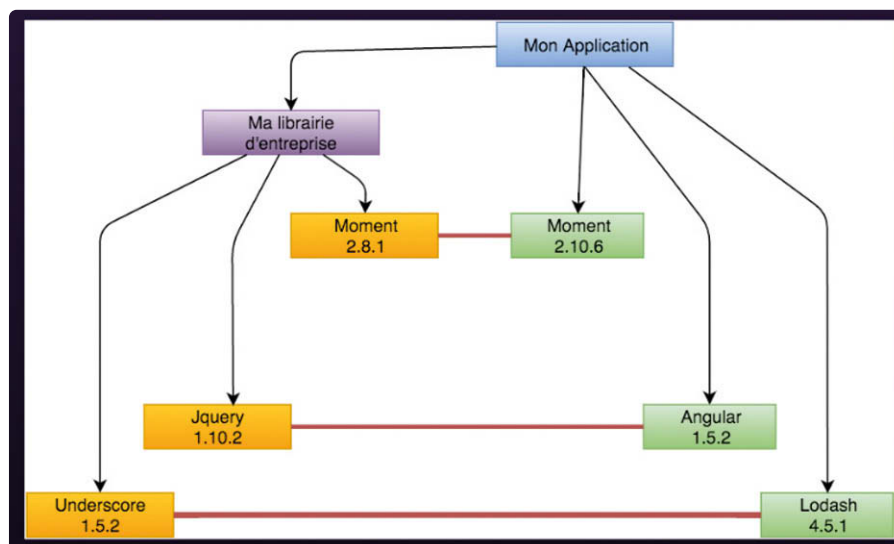 Mon Application
Ma librairie
d'entreprise
Moment
2.8.1
Moment
2.10.6
Jquery
1.10.2
Angular
1.5.2
Underscore
1.5.2
Lodash
4.5.1